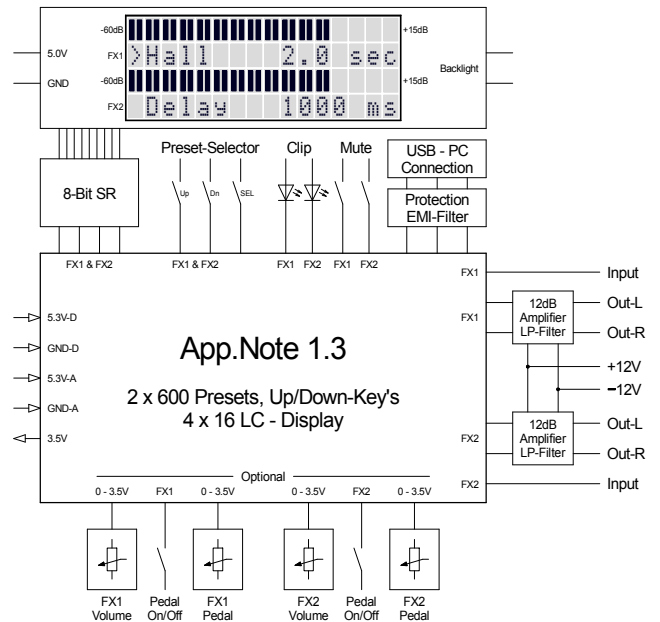 -60dB +15dB
5.0V FX1 >Hall 2.0 sec
Backlight
GND -60dB +15dB
FX2 Delay 1000 ms
Preset-Selector Clip Mute USB - PC
Connection
8-Bit SR Up Dn SEL Protection
EMI-Filter
FX1 & FX2 FX1 & FX2 FX1 FX2 FX1 FX2
FX1 Input
5.3V-D FX1 12dB Out-L
Amplifier
GND-D LP-Filter Out-R
App.Note 1.3
5.3V-A +12V
2 x 600 Presets, Up/Down-Key's
GND-A −12V
4 x 16 LC - Display
3.5V FX2 12dB Out-L
Amplifier
LP-Filter Out-R
Optional
0 - 3.5V FX1 0 - 3.5V 0 - 3.5V FX2 0 - 3.5V FX2 Input
FX1 Pedal FX1 FX2 Pedal FX2
Volume On/Off Pedal Volume On/Off Pedal